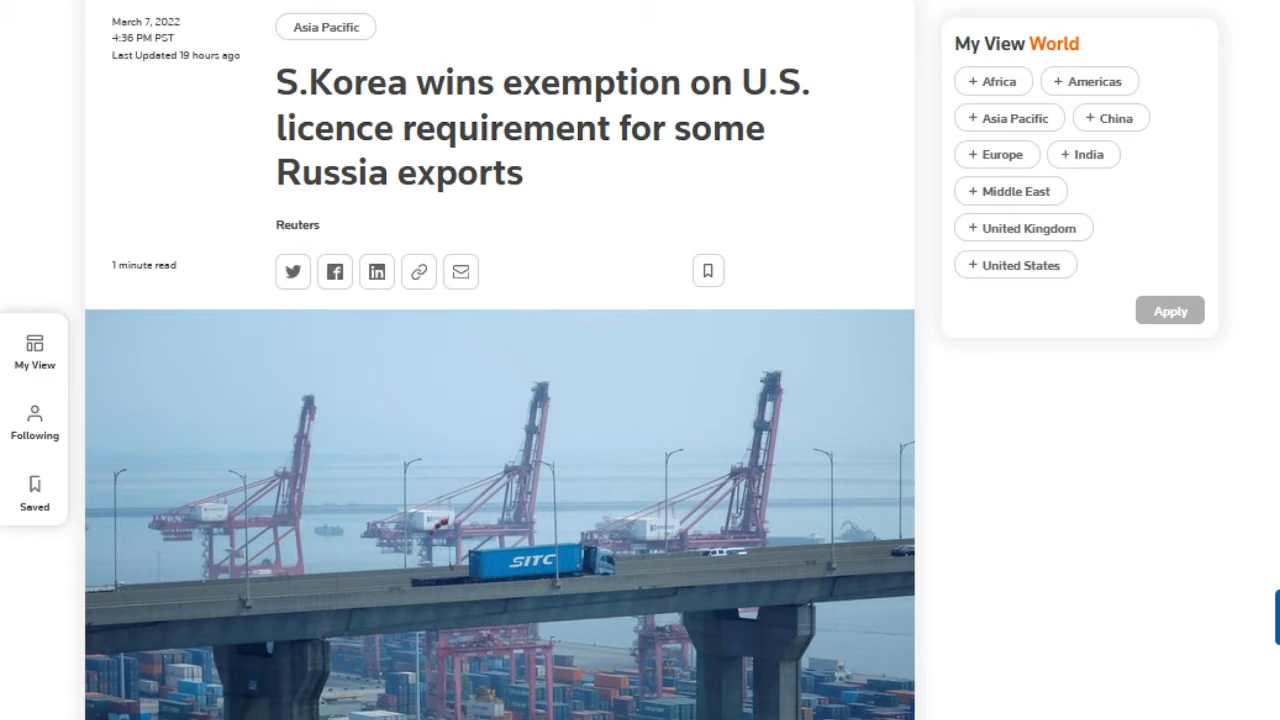 March 7, 2022
4:36 PM PST
Last Updated 19 hours ago
Asia Pacific
S.Korea wins exemption on U.S.
licence requirement for some
Russia exports
Reuters
1 minute read
My View
Following
Saved
SITC
My View World
+ Africa
+ Americas
+ Asia Pacific
+ China
+ Europe
+ India
+ Middle East
+ United Kingdom
+ United States
Apply